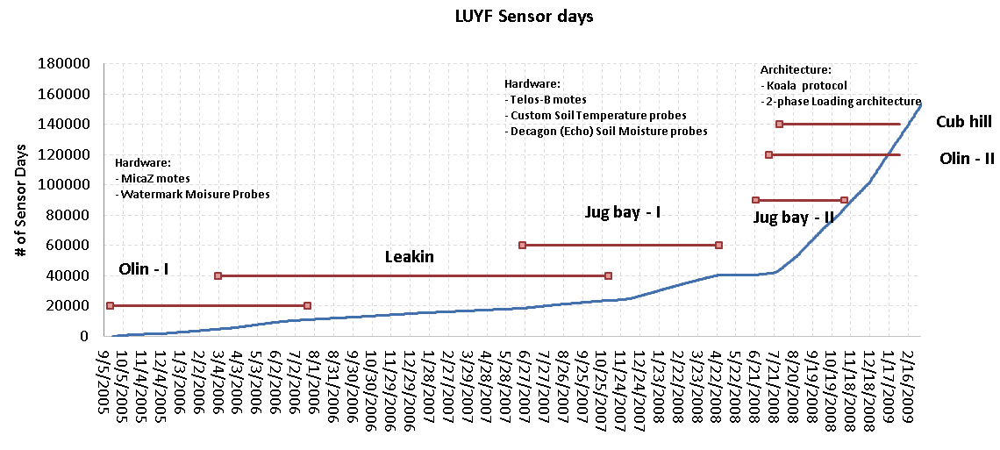 LUYF Sensor days
# of Sensor Days
180000
160000
140000
120000
100000
80000
60000
40000
20000
0
Hardware:
- MicaZ motes
- Watermark Moisure Probes
Hardware:
- Telos-B motes
- Custom Soil Temperature probes
- Decagon (Echo) Soil Moisture probes
Architecture:
- Koala protocol
- 2-phase Loading architecture
Cub hill
Olin - II
Jug bay - II
Jug bay - I
Leakin
Olin - I
9/5/2005
10/5/2005
11/4/2005
12/4/2005
1/3/2006
2/2/2006
3/4/2006
4/3/2006
5/3/2006
6/2/2006
7/2/2006
8/1/2006
8/31/2006
9/30/2006
10/30/2006
11/29/2006
12/29/2006
1/28/2007
2/27/2007
3/29/2007
4/28/2007
5/28/2007
6/27/2007
7/27/2007
8/26/2007
9/25/2007
10/25/2007
11/24/2007
12/24/2007
1/23/2008
2/22/2008
3/23/2008
4/22/2008
5/22/2008
6/21/2008
7/21/2008
8/20/2008
9/19/2008
10/19/2008
11/18/2008
12/18/2008
1/17/2009
2/16/2009